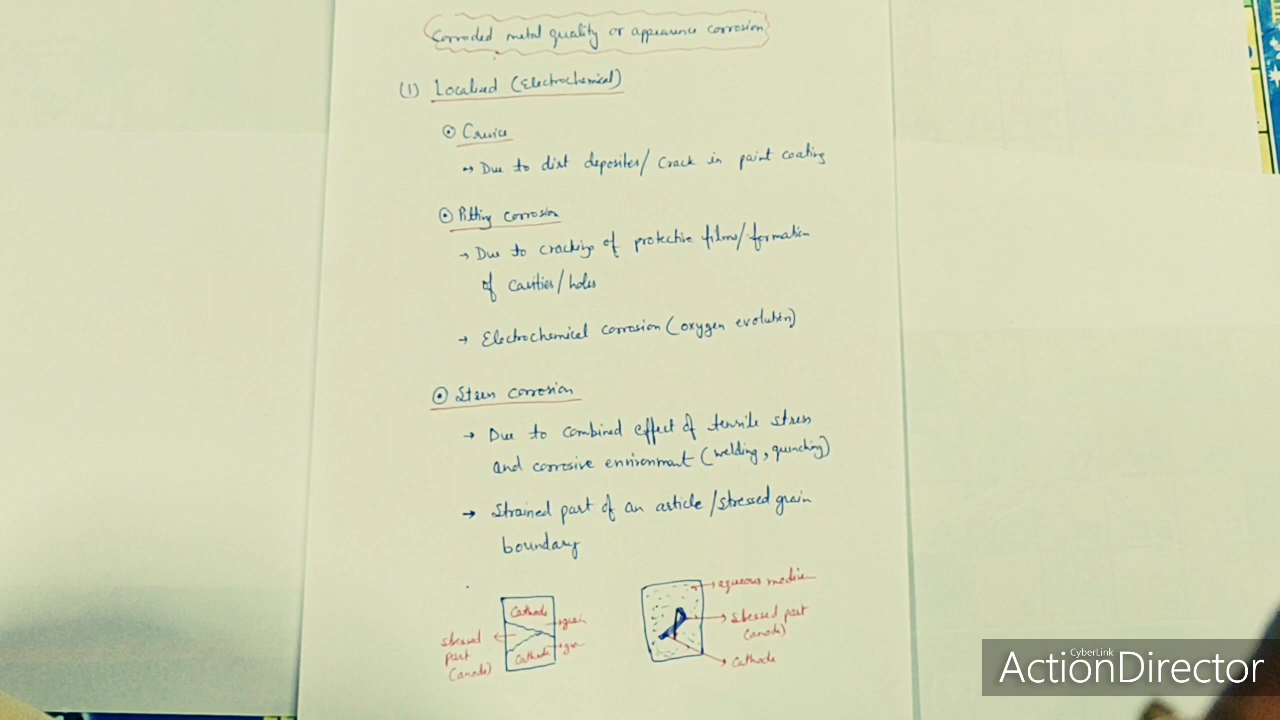 Corroded metal quality or appearence corrosion
(1) Localised (Electrochemical)
Crevice
→ Due to dirt deposites/ crack in paint coating
Pitting corrosion
→ Due to cracking of protective films/formation
of cavities/holes
→ Electrochemical corrosion (oxygen evolution)
Stress corrosion
→ Due to combined effect of tensile stress
and corrosive environment (welding, quenching)
→ Strained part of an article/stressed grain
boundary
Cathode
grain
stressed
part
(anode)
Cathode
aqueous medium
stressed part
(anode)
cathode
CyberLink
ActionDirector